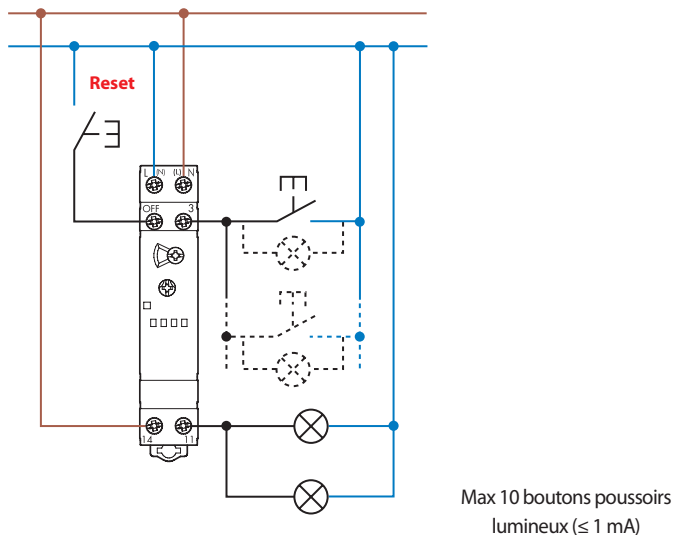 Reset
L (N) (L) N
OFF 3
14 11
Max 10 boutons poussoirs
lumineux (≤ 1 mA)